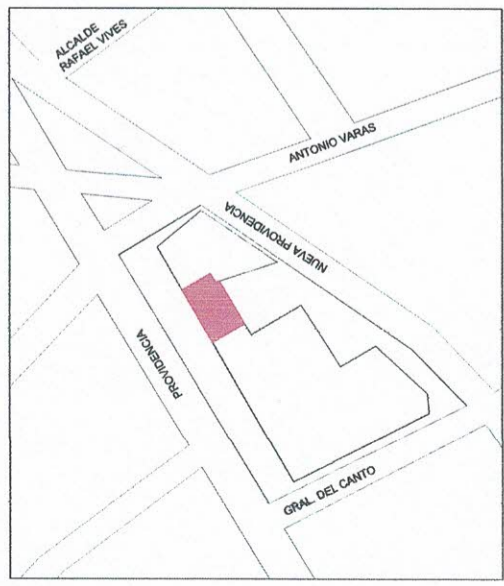 ALCALDE
RAFAEL VIVES
ANTONIO VARAS
NUEVA PROVIDENCIA
PROVIDENCIA
GRAL. DEL CANTO